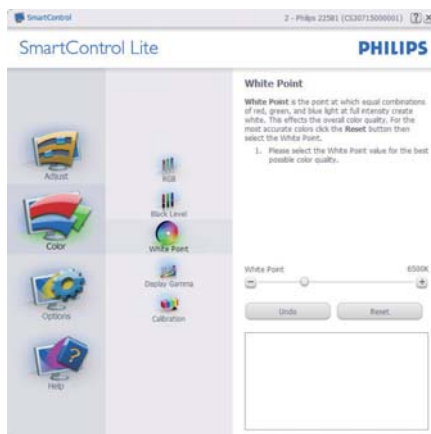 SmartControl
2 - Philips 225B1 (CS30715000001)
SmartControl Lite
PHILIPS
Adjust
Color
Options
Help
RGB
Black Level
White Point
Display Gamma
Calibration
White Point
White Point is the point at which equal combinations
of red, green, and blue light at full intensity create
white. This effects the overall color quality. For the
most accurate colors click the Reset button then
select the White Point.
1. Please select the White Point value for the best
possible color quality.
White Point 6500K
Undo Reset